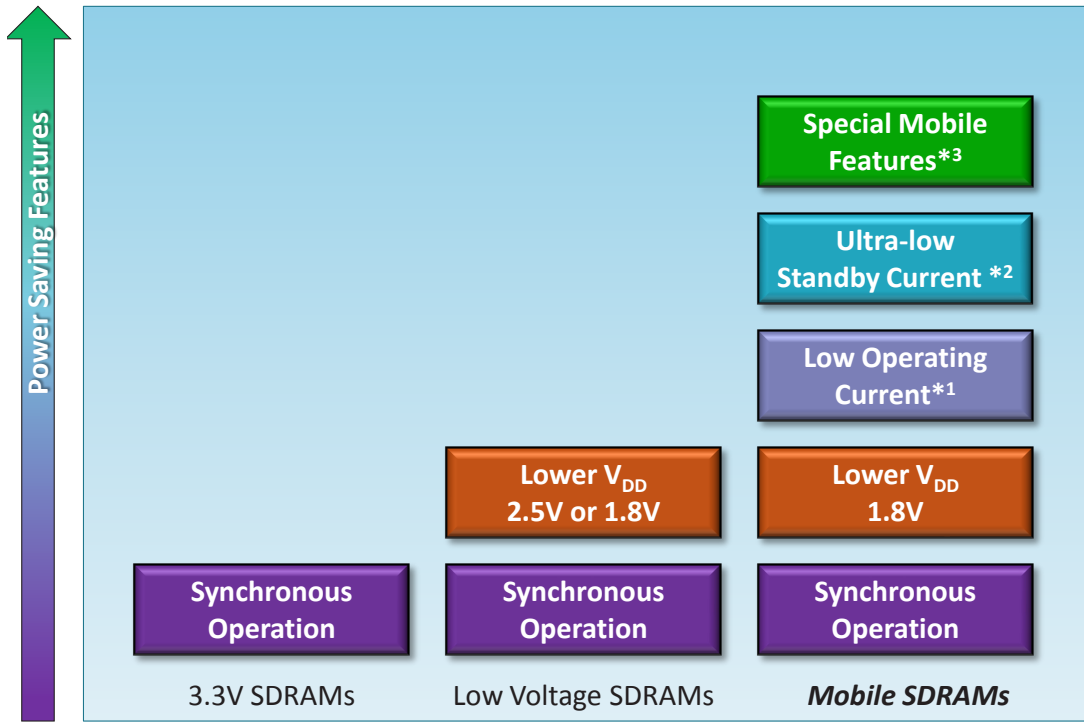 Power Saving Features
Special Mobile
Features*3
Ultra-low
Standby Current *2
Low Operating
Current*1
Lower VDD
2.5V or 1.8V
Lower VDD
1.8V
Synchronous
Operation
Synchronous
Operation
Synchronous
Operation
3.3V SDRAMs
Low Voltage SDRAMs
Mobile SDRAMs